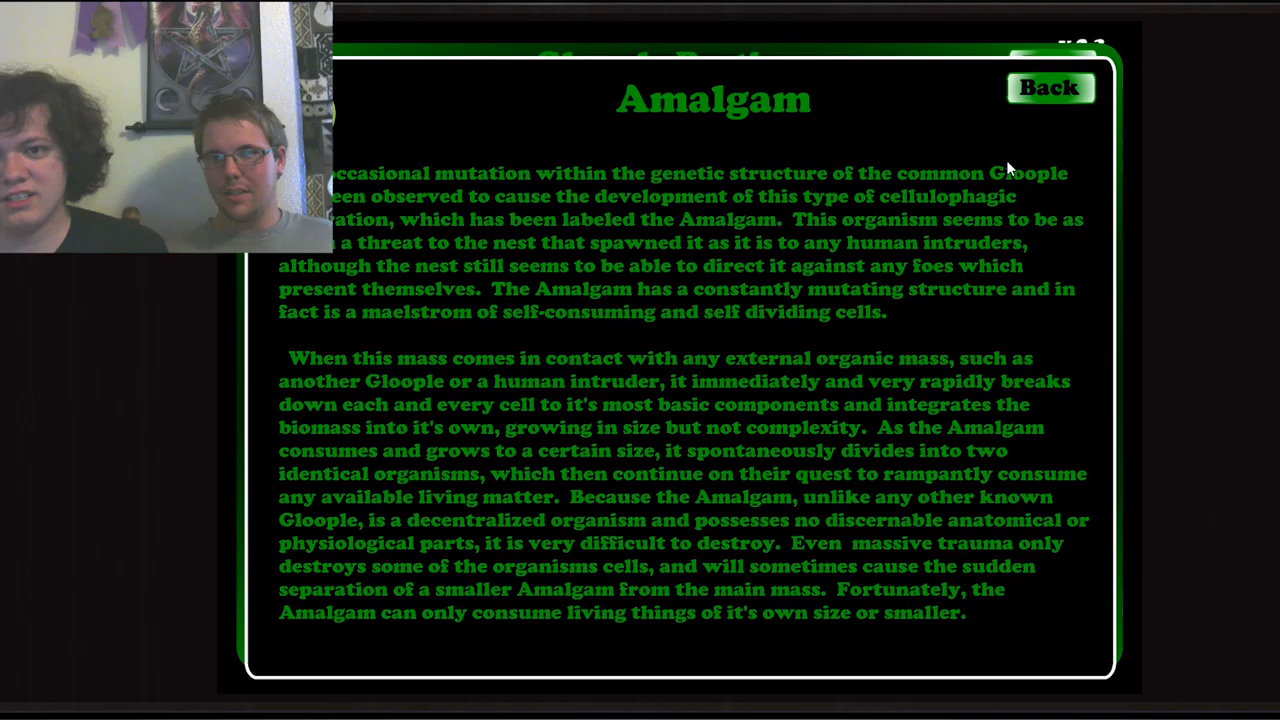 Amalgam
Back
occasional mutation within the genetic structure of the common Gloople
been observed to cause the development of this type of cellulophagic
which has been labeled the Amalgam.  This organism seems to be as
a threat to the nest that spawned it as it is to any human intruders,
although the nest still seems to be able to direct it against any foes which
present themselves.  The Amalgam has a constantly mutating structure and in
fact is a maelstrom of self-consuming and self dividing cells.
When this mass comes in contact with any external organic mass, such as
another Gloople or a human intruder, it immediately and very rapidly breaks
down each and every cell to it's most basic components and integrates the
biomass into it's own, growing in size but not complexity.  As the Amalgam
consumes and grows to a certain size, it spontaneously divides into two
identical organisms, which then continue on their quest to rampantly consume
any available living matter.  Because the Amalgam, unlike any other known
Gloople, is a decentralized organism and possesses no discernable anatomical or
physiological parts, it is very difficult to destroy.  Even  massive trauma only
destroys some of the organisms cells, and will sometimes cause the sudden
separation of a smaller Amalgam from the main mass.  Fortunately, the
Amalgam can only consume living things of it's own size or smaller.